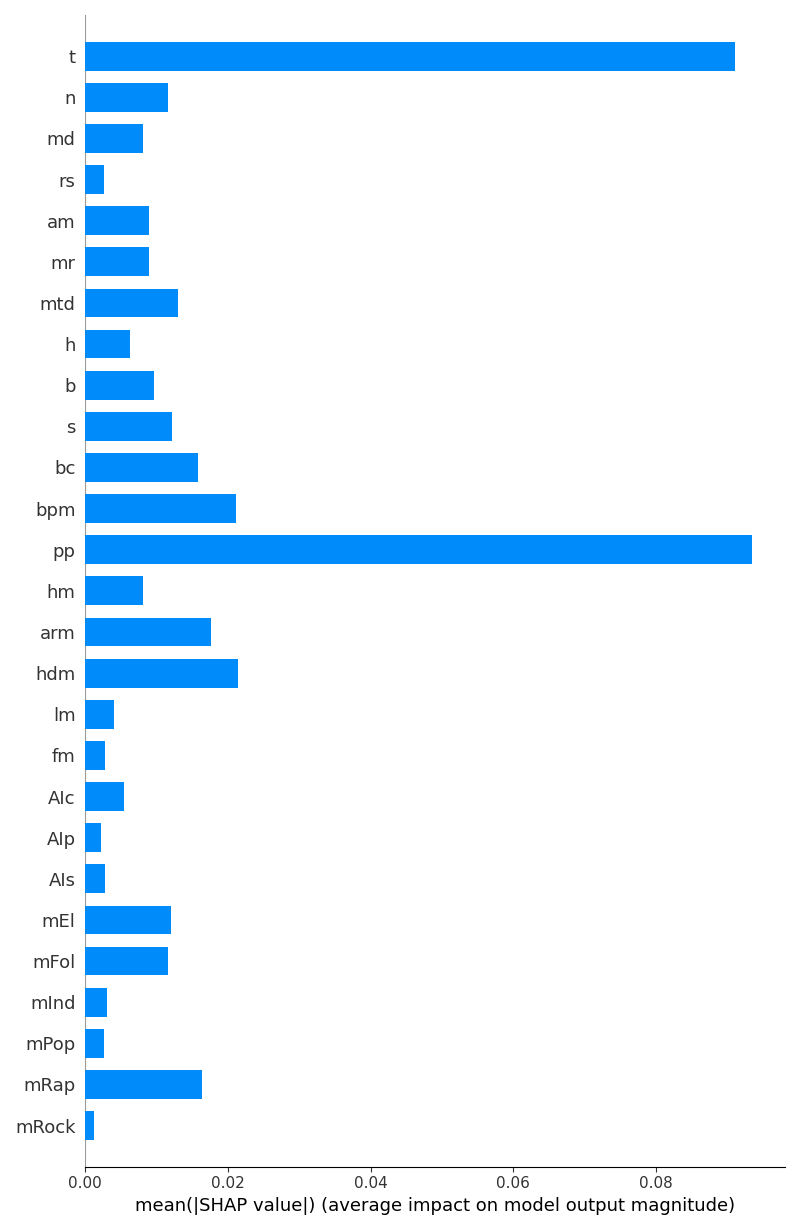 t
n
md
rs
am
mr
mtd
h
b
s
bc
bpm
pp
hm
arm
hdm
lm
fm
AIc
AIp
AIs
mEl
mFol
mInd
mPop
mRap
mRock
0.00 0.02 0.04 0.06 0.08
mean(|SHAP value|) (average impact on model output magnitude)